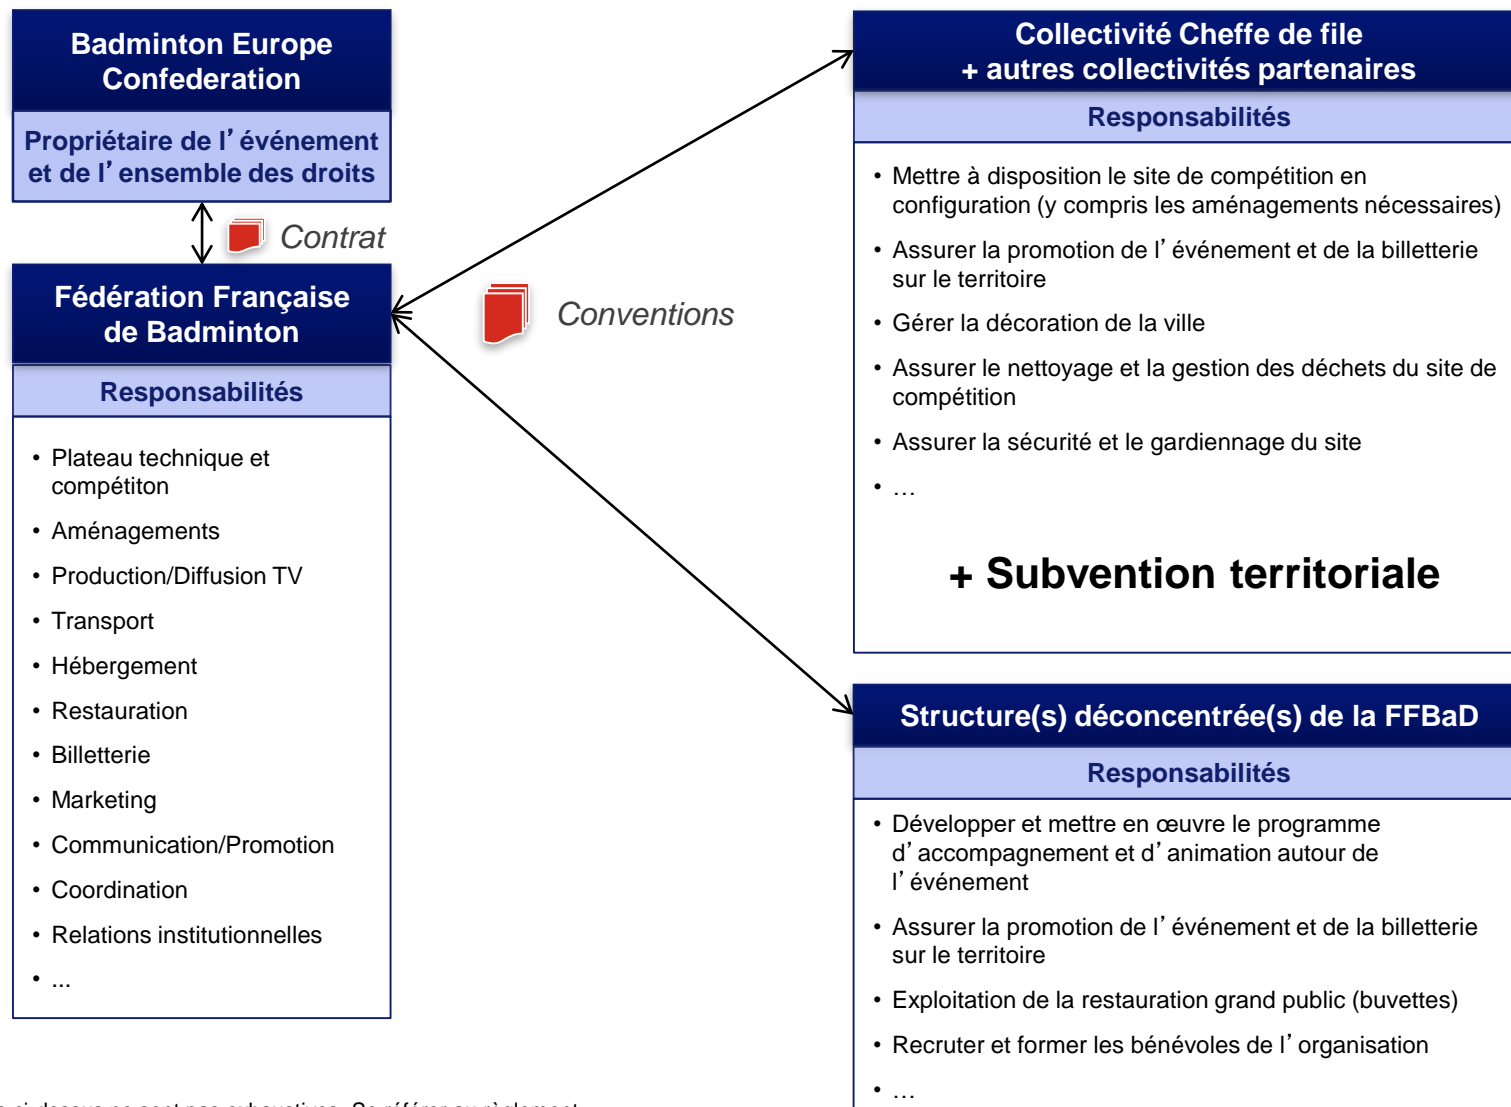 Badminton Europe
Confederation
Propriétaire de l’événement
et de l’ensemble des droits
Contrat
Fédération Française
de Badminton
Responsabilités
• Plateau technique et
compétiton
• Aménagements
• Production/Diffusion TV
• Transport
• Hébergement
• Restauration
• Billetterie
• Marketing
• Communication/Promotion
• Coordination
• Relations institutionnelles
• ...
Conventions
Collectivité Cheffe de file
+ autres collectivités partenaires
Responsabilités
• Mettre à disposition le site de compétition en
configuration (y compris les aménagements nécessaires)
• Assurer la promotion de l’événement et de la billetterie
sur le territoire
• Gérer la décoration de la ville
• Assurer le nettoyage et la gestion des déchets du site de
compétition
• Assurer la sécurité et le gardiennage du site
• …
+ Subvention territoriale
Structure(s) déconcentrée(s) de la FFBaD
Responsabilités
• Développer et mettre en œuvre le programme
d’accompagnement et d’animation autour de
l’événement
• Assurer la promotion de l’événement et de la billetterie
sur le territoire
• Exploitation de la restauration grand public (buvettes)
• Recruter et former les bénévoles de l’organisation
• …